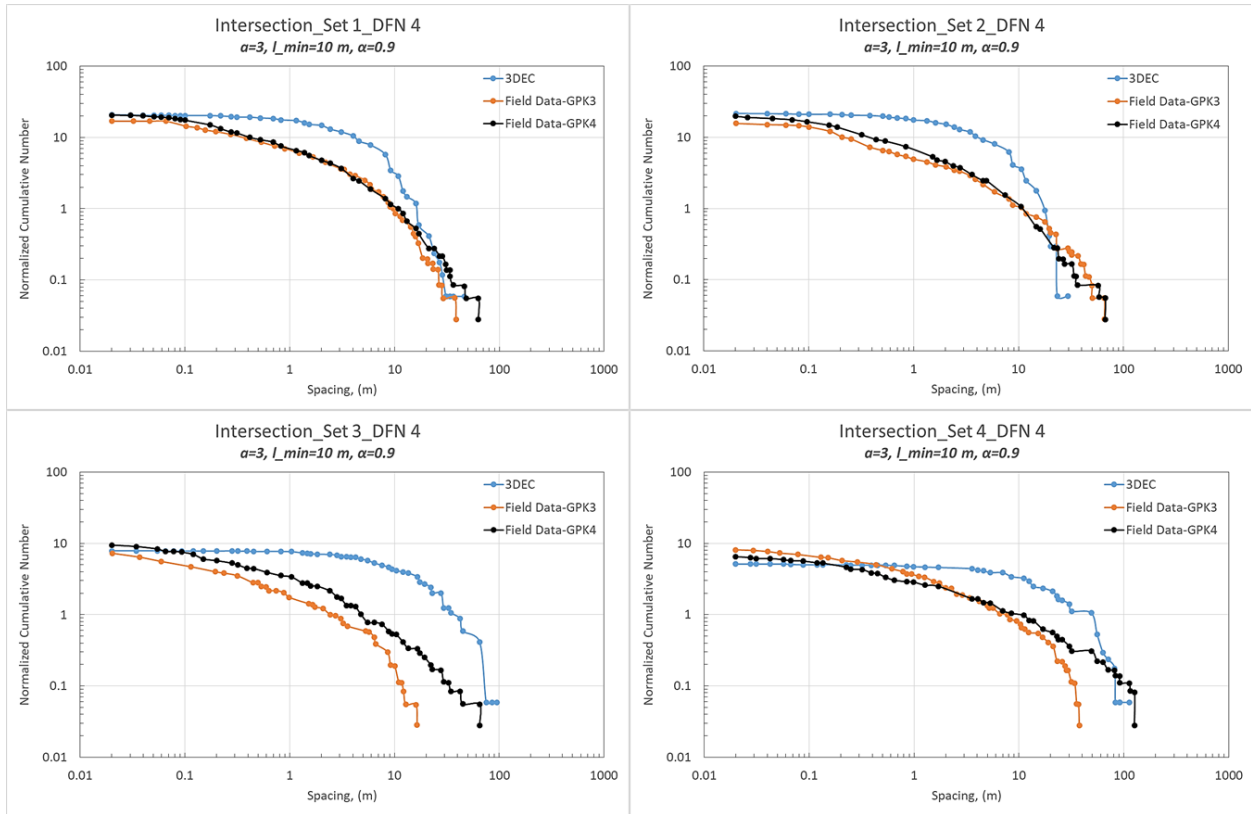 Intersection_Set 1_DFN 4
a=3, l_min=10 m, α=0.9
Normalized Cumulative Number
100
10
1
0.1
0.01
3DEC
Field Data-GPK3
Field Data-GPK4
0.01 0.1 1 10 100 1000
Spacing, (m)
Intersection_Set 2_DFN 4
a=3, l_min=10 m, α=0.9
Normalized Cumulative Number
100
10
1
0.1
0.01
3DEC
Field Data-GPK3
Field Data-GPK4
0.01 0.1 1 10 100 1000
Spacing, (m)
Intersection_Set 3_DFN 4
a=3, l_min=10 m, α=0.9
Normalized Cumulative Number
100
10
1
0.1
0.01
3DEC
Field Data-GPK3
Field Data-GPK4
0.01 0.1 1 10 100 1000
Spacing, (m)
Intersection_Set 4_DFN 4
a=3, l_min=10 m, α=0.9
Normalized Cumulative Number
100
10
1
0.1
0.01
3DEC
Field Data-GPK3
Field Data-GPK4
0.01 0.1 1 10 100 1000
Spacing, (m)